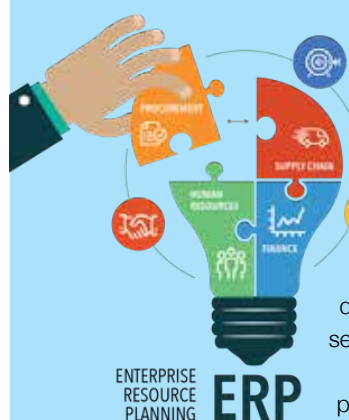 PROCUREMENT
SUPPLY CHAIN
HUMAN
RESOURCES
FINANCE
ENTERPRISE
RESOURCE
PLANNING
ERP